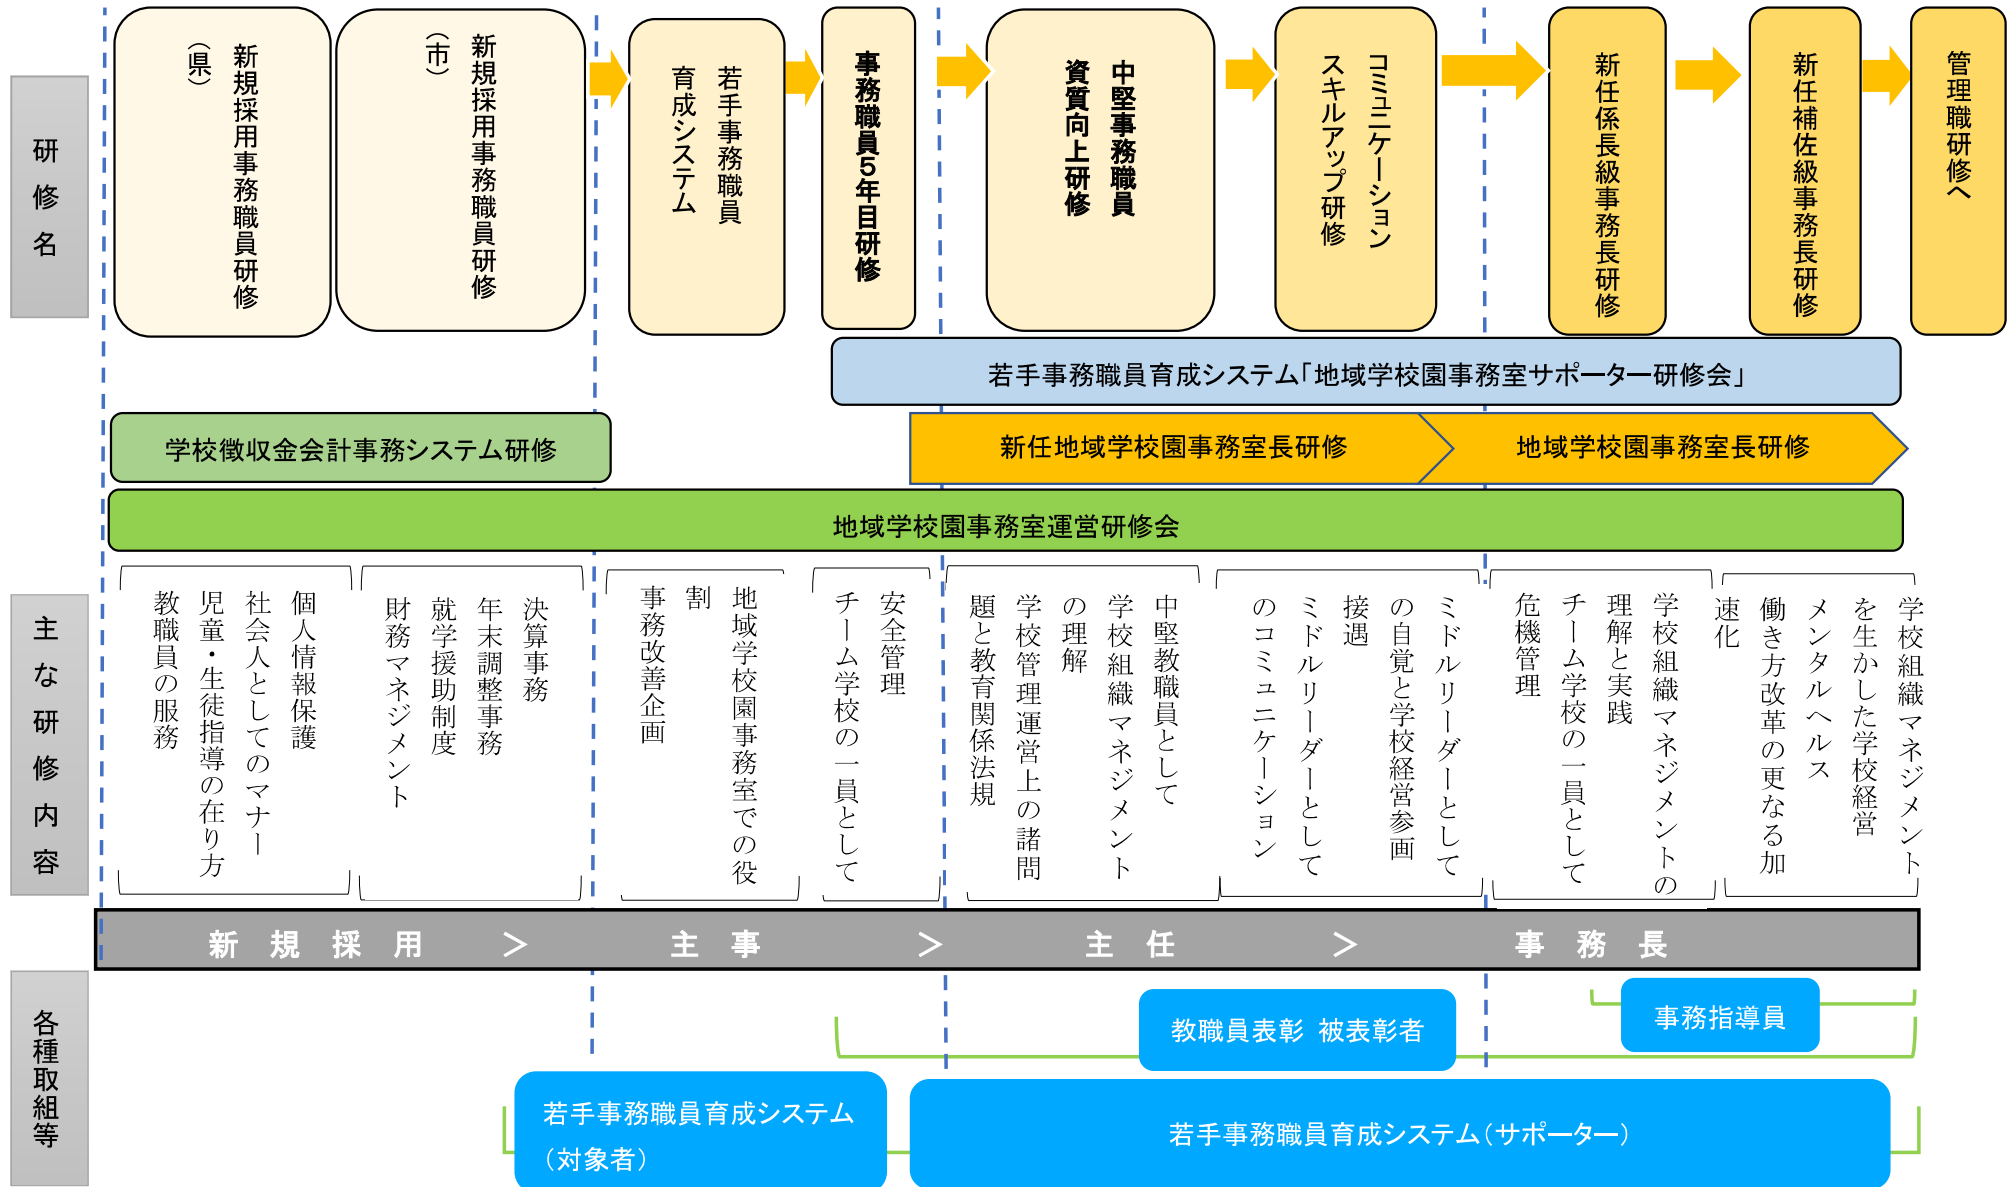 研修名
新規採用事務職員研修
（県）
新規採用事務職員研修
（市）
若手事務職員
育成システム
事務職員５年目研修
中堅事務職員
資質向上研修
コミュニケーション
スキルアップ研修
新任係長級事務長研修
新任補佐級事務長研修
管理職研修へ
若手事務職員育成システム「地域学校園事務室サポーター研修会」
学校徴収金会計事務システム研修
新任地域学校園事務室長研修
地域学校園事務室長研修
地域学校園事務室運営研修会
主な研修内容
個人情報保護
社会人としてのマナー
児童・生徒指導の在り方
教職員の服務
決算事務
年末調整事務
就学援助制度
財務マネジメント
地域学校園事務室での役
割
事務改善企画
安全管理
チーム学校の一員として
中堅教職員として
学校組織マネジメント
の理解
学校管理運営上の諸問
題と教育関係法規
ミドルリーダーとして
の自覚と学校経営参画
接遇
ミドルリーダーとして
のコミュニケーション
学校組織マネジメントの
理解と実践
チーム学校の一員として
危機管理
学校組織マネジメント
を生かした学校経営
メンタルヘルス
働き方改革の更なる加
速化
新　規　採　用　　＞　　主　事　　＞　　主　任　　＞　　事　務　長
各種取組等
事務指導員
教職員表彰 被表彰者
若手事務職員育成システム
（対象者）
若手事務職員育成システム（サポーター）